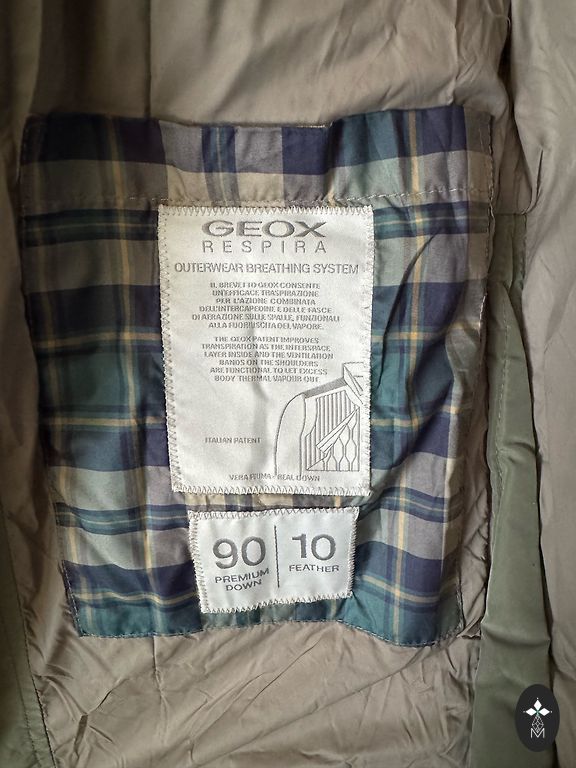 GEOX
RESPIRA
OUTERWEAR BREATHING SYSTEM
IL BREVETTO GEOX CONSENTE
UN'EFFICACE TRASPIRAZIONE
PER L'AZIONE COMBINATA
DELL'INTERCAPEDINE E DELLE FASCE
DI AERAZIONE SULLE SPALLE, FUNZIONALI
ALLA FUORIUSCITA DEL VAPORE.
THE GEOX PATENT IMPROVES
TRANSPIRATION AS THE INTERSPACE
LAYER INSIDE AND THE VENTILATION
BANDS ON THE SHOULDERS
ARE FUNCTIONAL TO LET EXCESS
BODY THERMAL VAPOUR OUT
ITALIAN PATENT
VERA PIUMA - REAL DOWN
90 10
PREMIUM FEATHER
DOWN
M